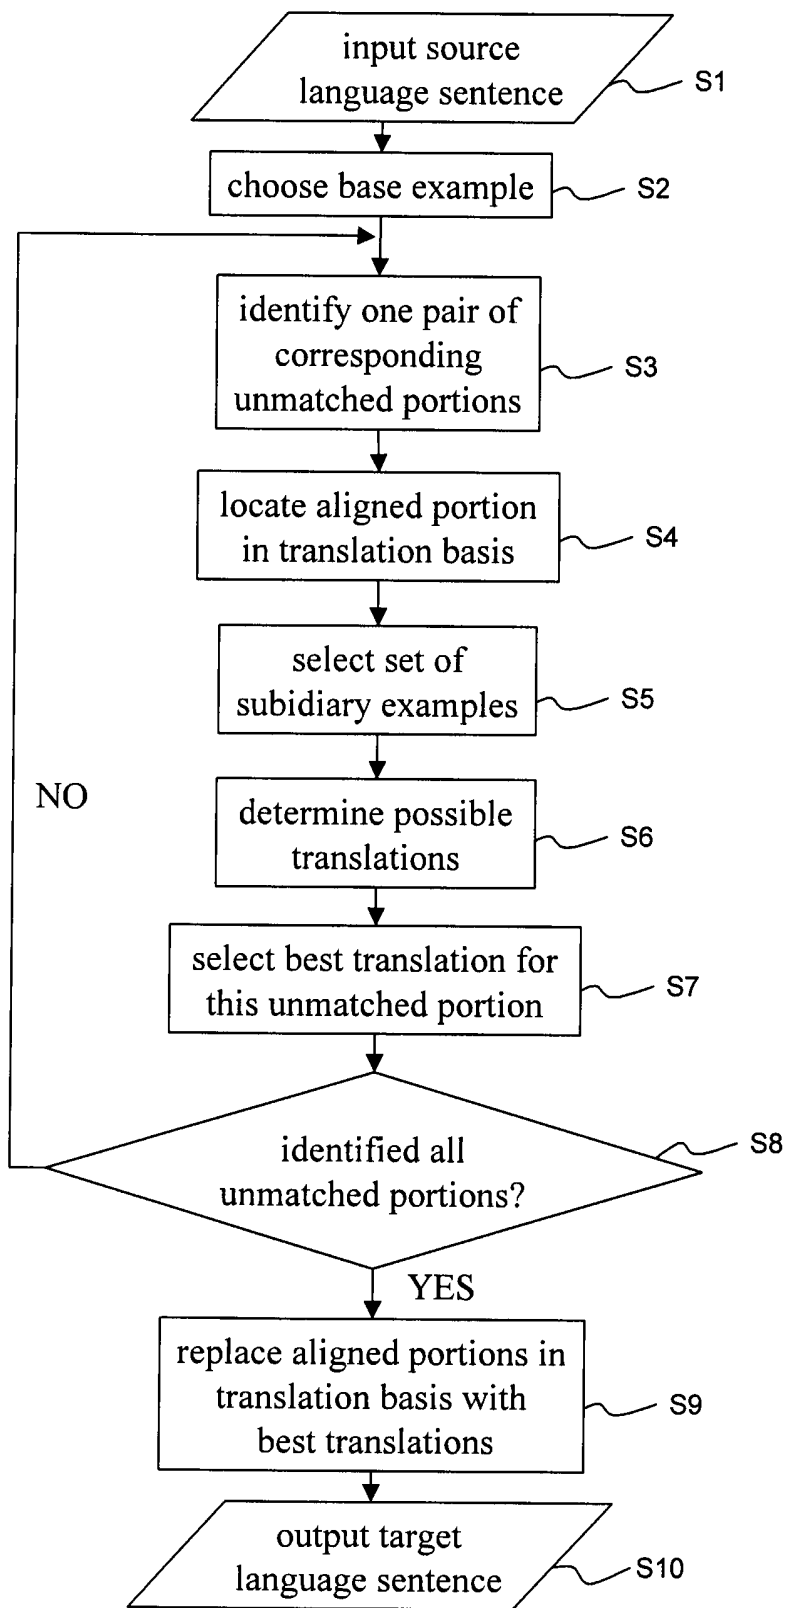 input source
language sentence
S1
choose base example
S2
identify one pair of
corresponding
unmatched portions
S3
locate aligned portion
in translation basis
S4
select set of
subidiary examples
S5
NO
determine possible
translations
S6
select best translation for
this unmatched portion
S7
identified all
unmatched portions?
S8
YES
replace aligned portions in
translation basis with
best translations
S9
output target
language sentence
S10